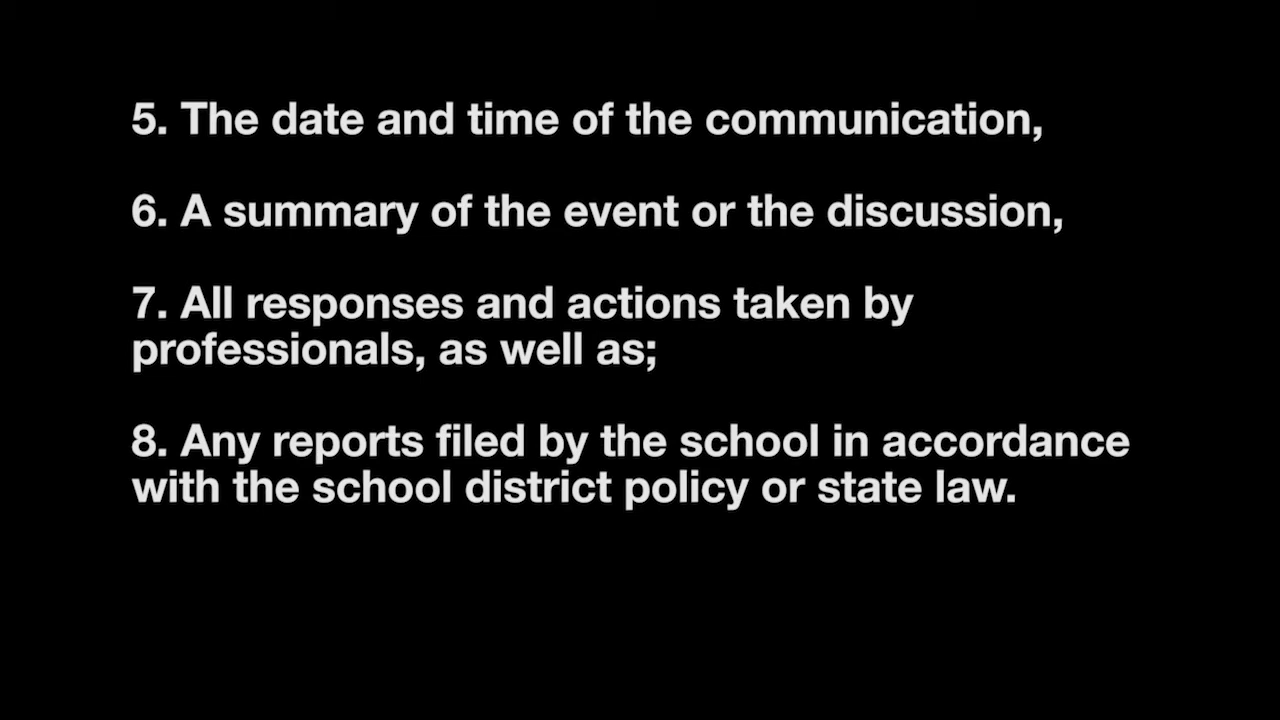 5. The date and time of the communication,
6. A summary of the event or the discussion,
7. All responses and actions taken by
professionals, as well as;
8. Any reports filed by the school in accordance
with the school district policy or state law.